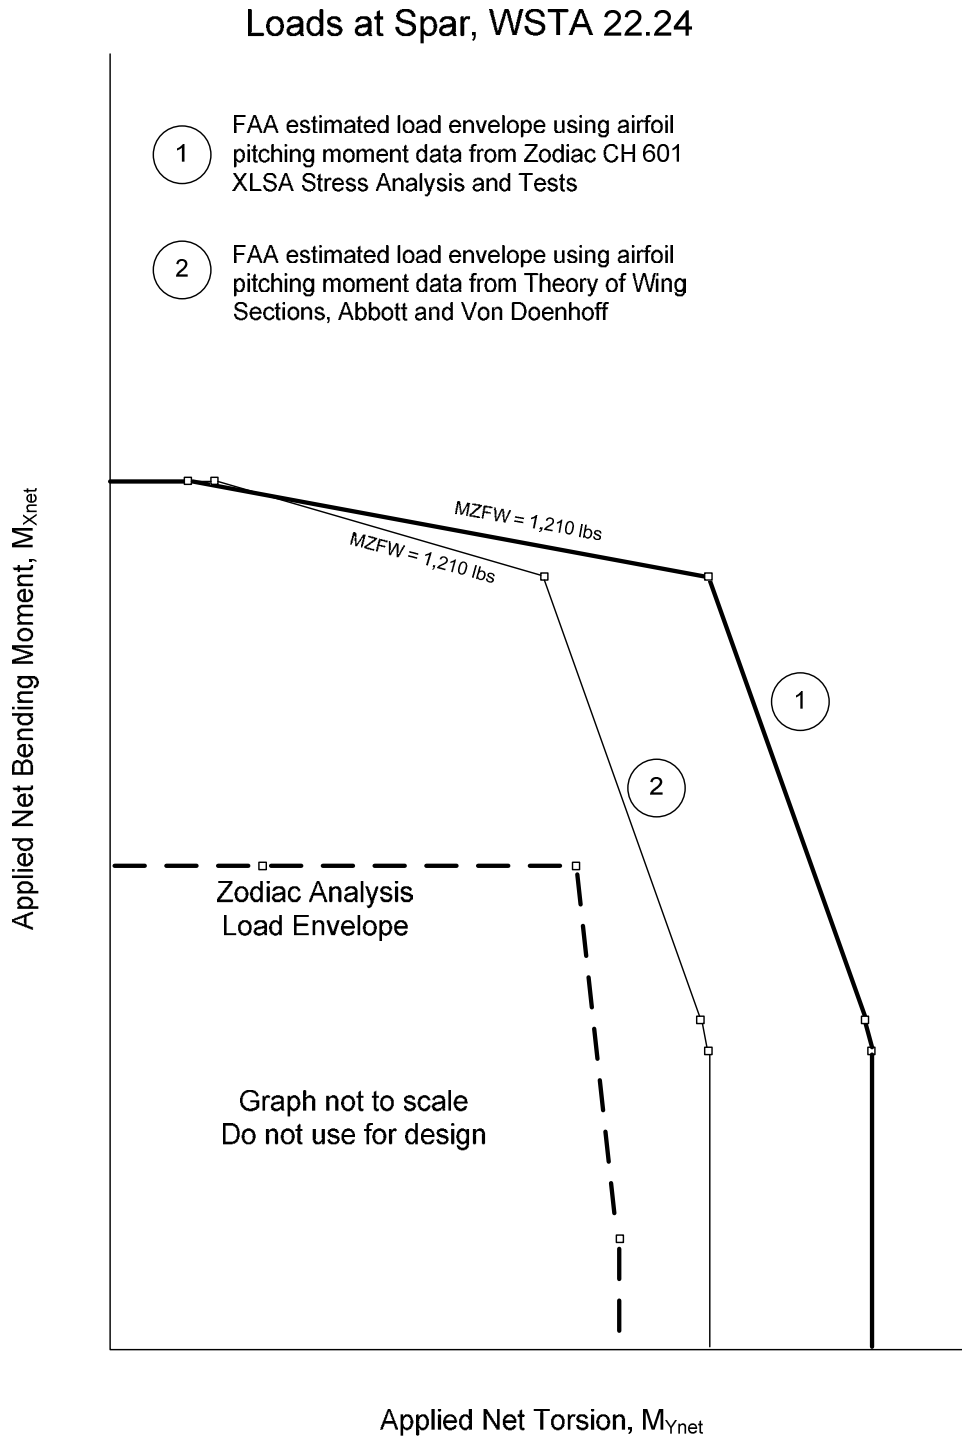 Loads at Spar, WSTA 22.24
1
FAA estimated load envelope using airfoil
pitching moment data from Zodiac CH 601
XLSA Stress Analysis and Tests
2
FAA estimated load envelope using airfoil
pitching moment data from Theory of Wing
Sections, Abbott and Von Doenhoff
MZFW = 1,210 lbs
MZFW = 1,210 lbs
1
2
Applied Net Bending Moment, MXnet
Zodiac Analysis
Load Envelope
Graph not to scale
Do not use for design
Applied Net Torsion, MYnet